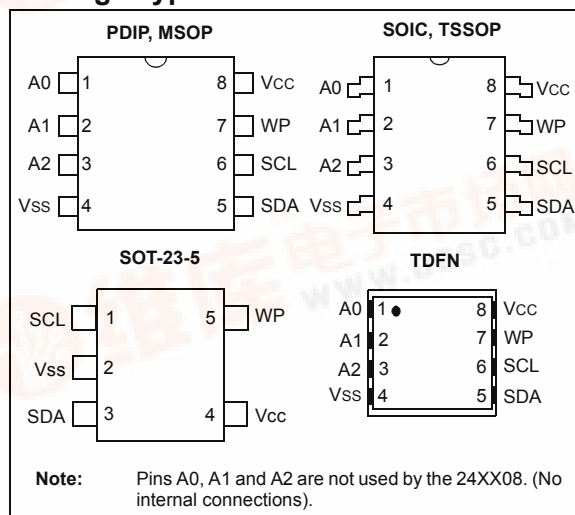 PDIP, MSOP
A0 1 8 VCC
A1 2 7 WP
A2 3 6 SCL
VSS 4 5 SDA
SOIC, TSSOP
A0 1 8 VCC
A1 2 7 WP
A2 3 6 SCL
VSS 4 5 SDA
SOT-23-5
SCL 1 5 WP
Vss 2
SDA 3 4 Vcc
TDFN
A0 1 8 VCC
A1 2 7 WP
A2 3 6 SCL
VSS 4 5 SDA
Note: Pins A0, A1 and A2 are not used by the 24XX08. (No
internal connections).